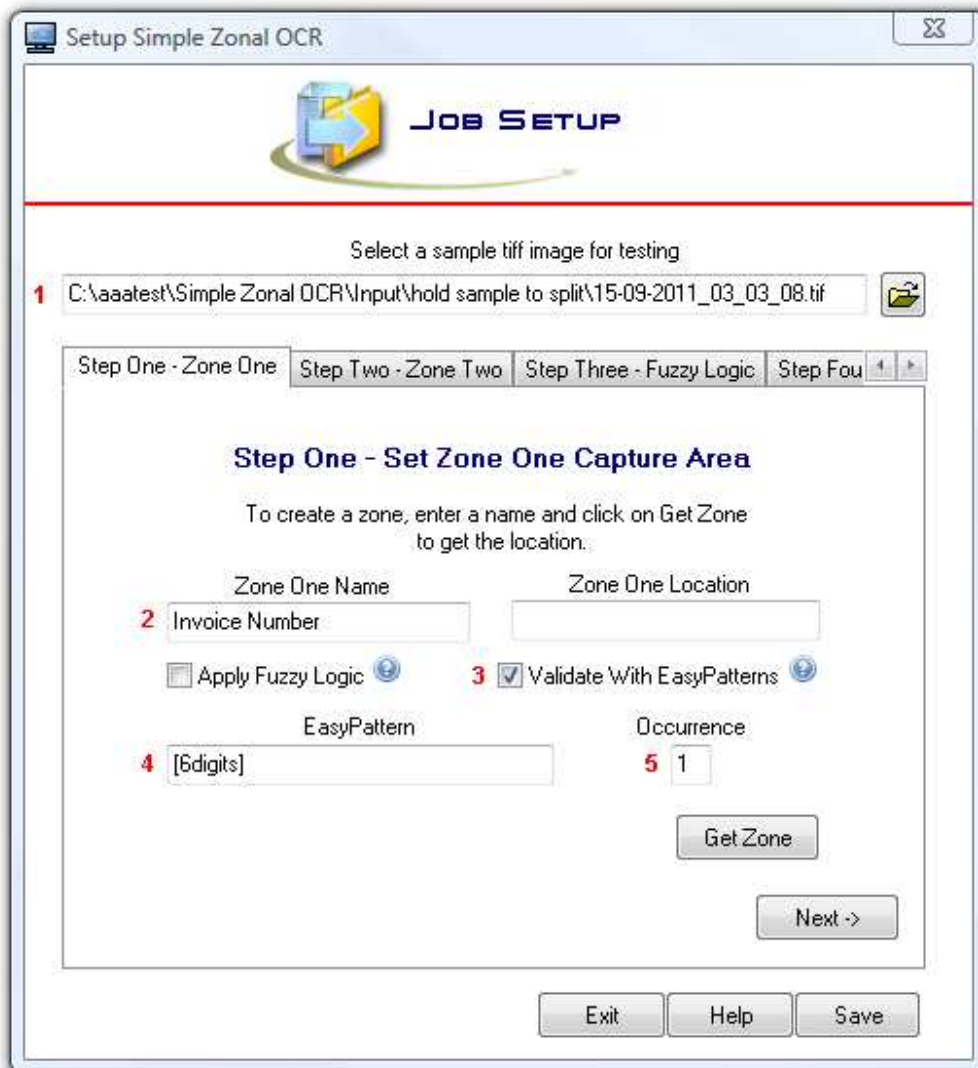 Setup Simple Zonal OCR
JOB SETUP
Select a sample tiff image for testing
1 C:\aaatest\Simple Zonal OCR\Input\hold sample to split\15-09-2011_03_03_08.tif
Step One - Zone One Step Two - Zone Two Step Three - Fuzzy Logic Step Fou
Step One - Set Zone One Capture Area
To create a zone, enter a name and click on Get Zone
to get the location.
Zone One Name Zone One Location
2 Invoice Number
Apply Fuzzy Logic ? 3 Validate With EasyPatterns ?
EasyPattern Occurrence
4 [6digits] 5 1
Get Zone
Next ->
Exit Help Save